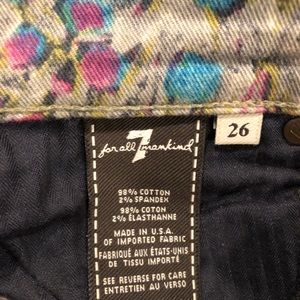 7
for all mankind
26
98% COTTON
2% SPANDEX
98% COTON
2% ÉLASTHANNE
MADE IN U.S.A.
OF IMPORTED FABRIC
FABRIQUÉ AUX ÉTATS-UNIS
DE TISSU IMPORTÉ
SEE REVERSE FOR CARE
ENTRETIEN AU VERSO